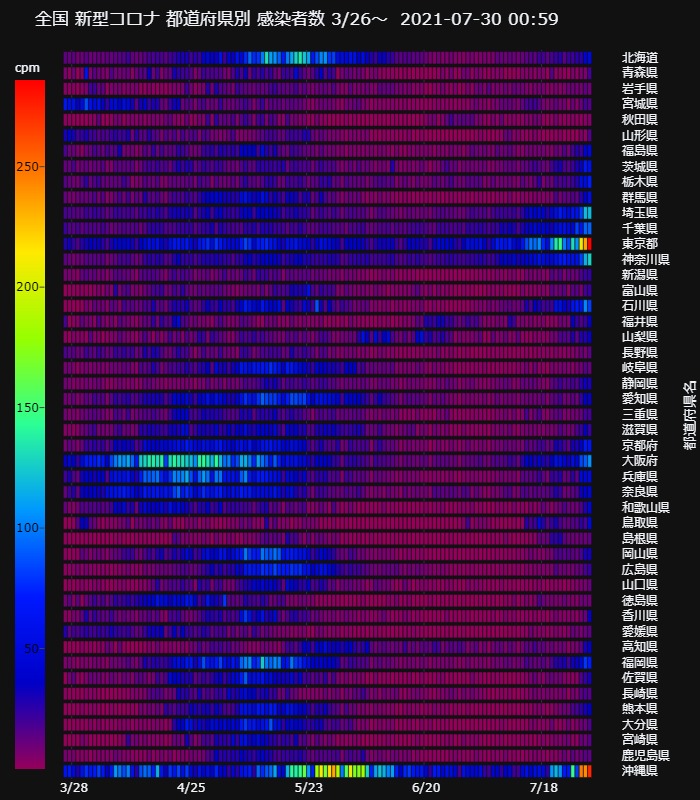 全国 新型コロナ 都道府県別 感染者数 3/26～ 2021-07-30 00:59
cpm
250
200
150
100
50
北海道
青森県
岩手県
宮城県
秋田県
山形県
福島県
茨城県
栃木県
群馬県
埼玉県
千葉県
東京都
神奈川県
新潟県
富山県
石川県
福井県
山梨県
長野県
岐阜県
静岡県
愛知県
三重県
滋賀県
京都府
大阪府
兵庫県
奈良県
和歌山県
鳥取県
島根県
岡山県
広島県
山口県
徳島県
香川県
愛媛県
高知県
福岡県
佐賀県
長崎県
熊本県
大分県
宮崎県
鹿児島県
沖縄県
都道府県名
3/28 4/25 5/23 6/20 7/18